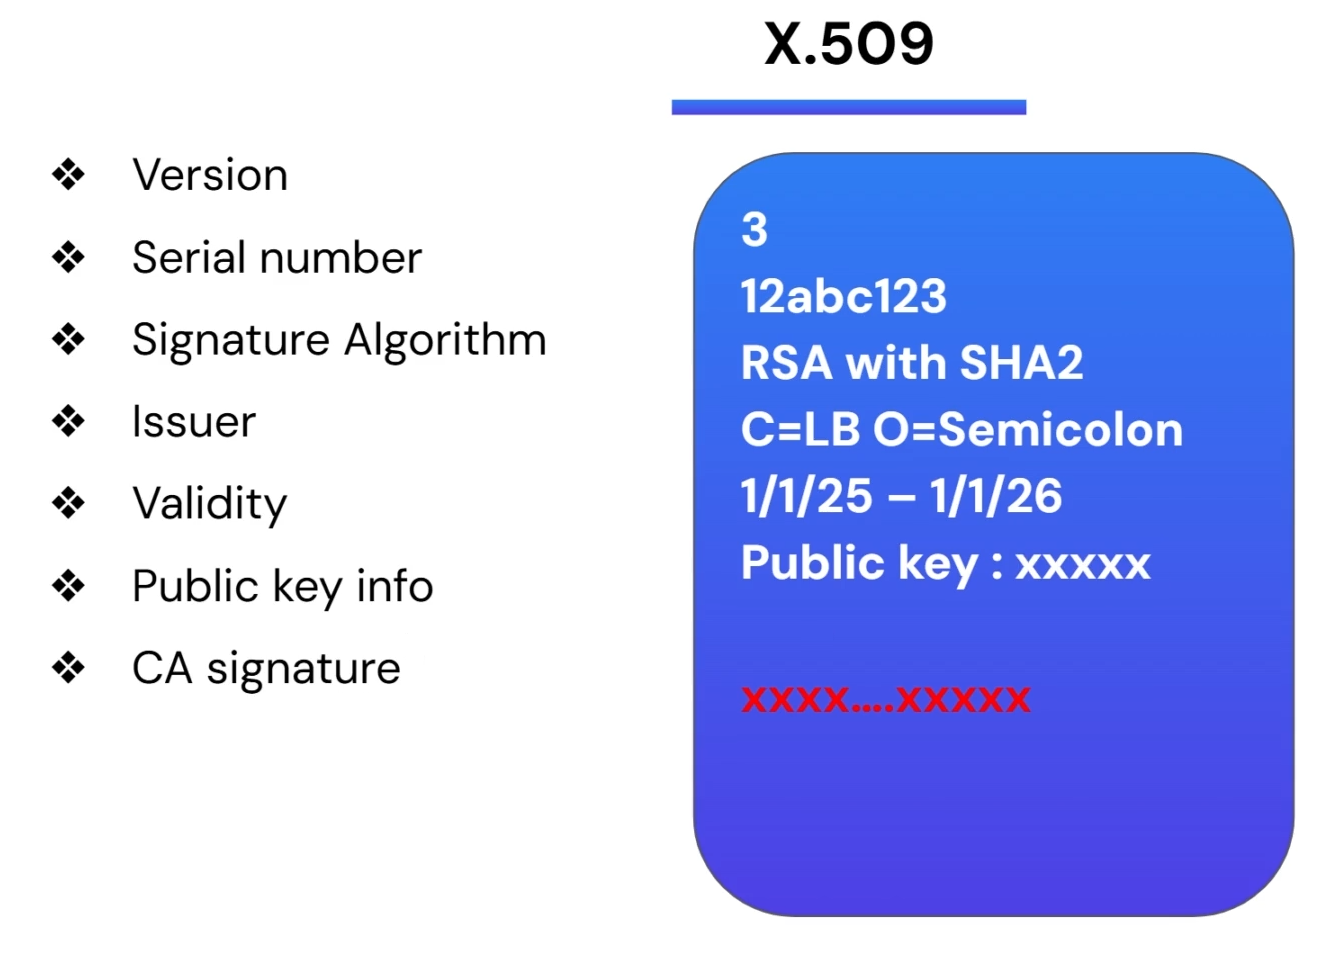 X.509
❖ Version
❖ Serial number
❖ Signature Algorithm
❖ Issuer
❖ Validity
❖ Public key info
❖ CA signature
3
12abc123
RSA with SHA2
C=LB O=Semicolon
1/1/25 – 1/1/26
Public key : xxxxx
xxxx....xxxxx